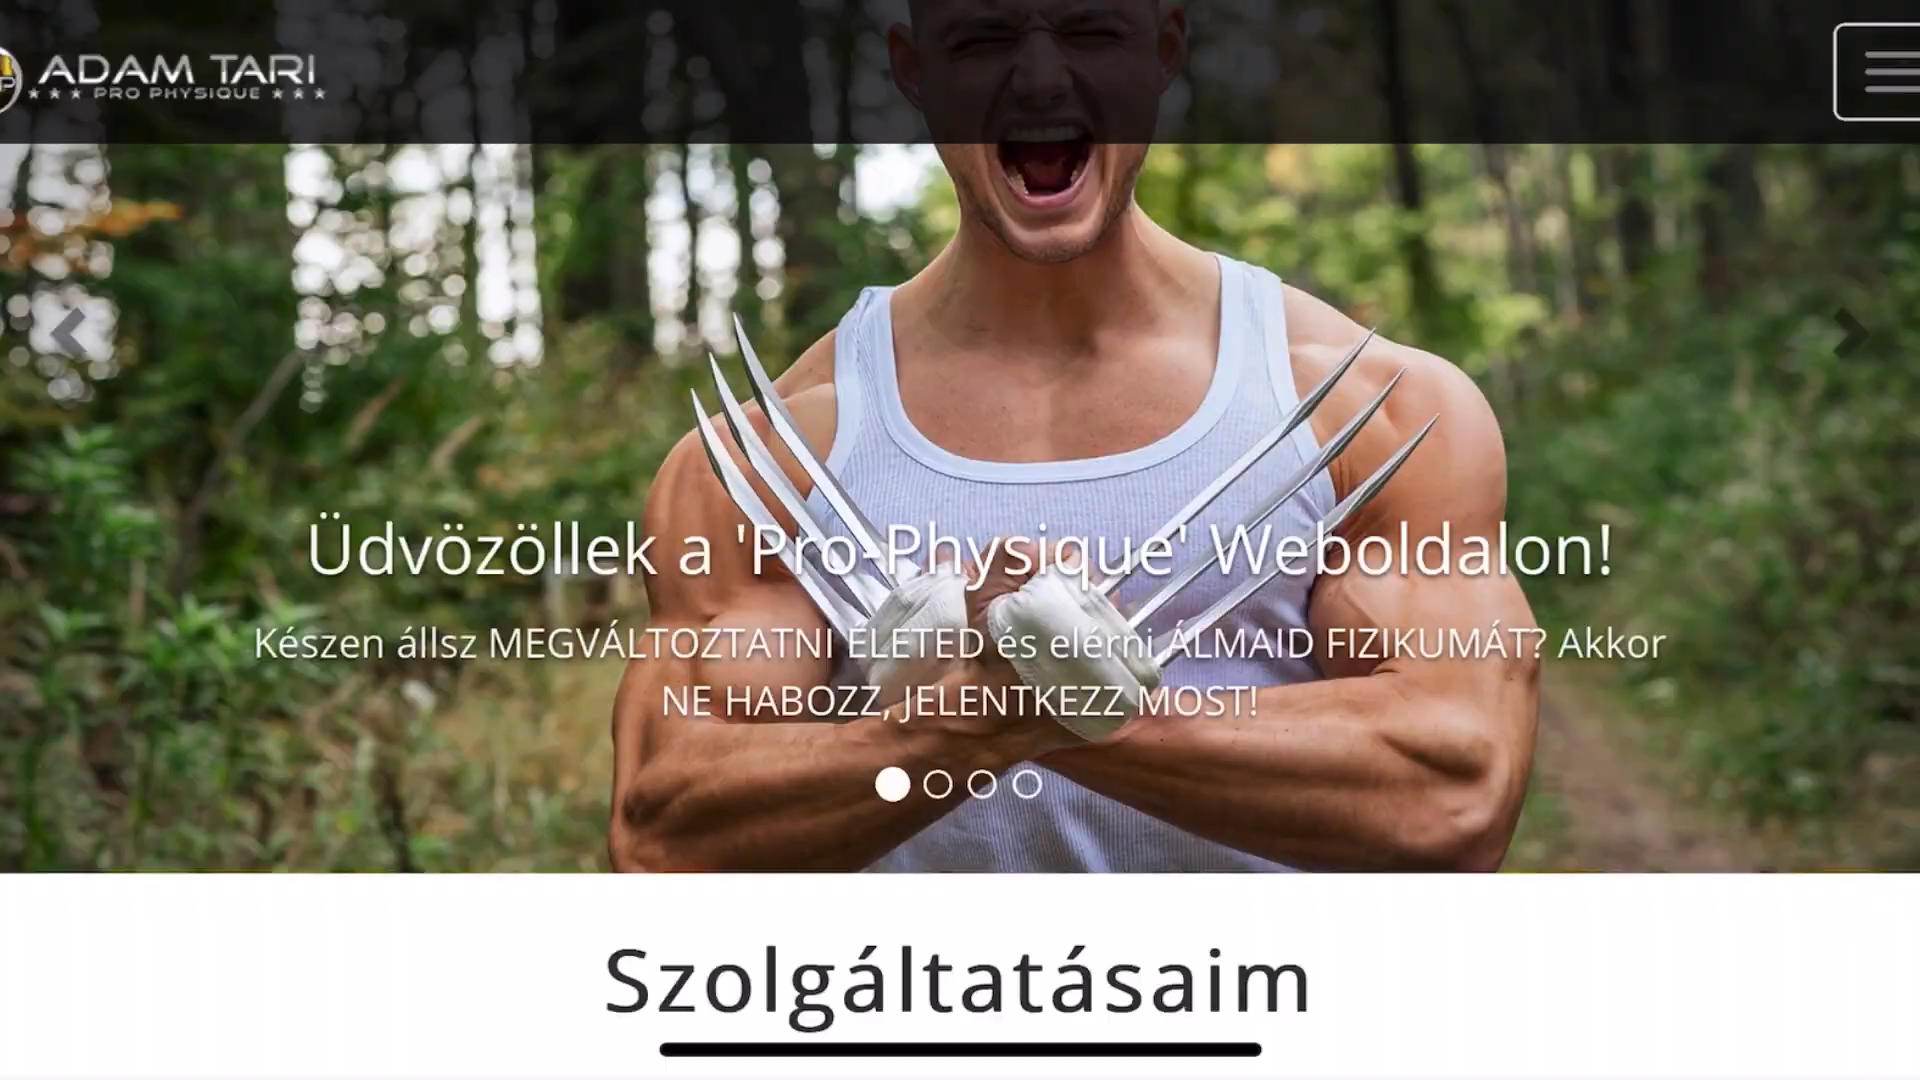 ADAM TARI
★ ★ ★ PRO PHYSIQUE ★ ★ ★
Üdvözöllek a 'Pro-Physique' Weboldalon!
Készen állsz MEGVÁLTOZTATNI ÉLETED és elérni ÁLMAID FIZIKUMÁT? Akkor
NE HABOZZ, JELENTKEZZ MOST!
Szolgáltatásaim